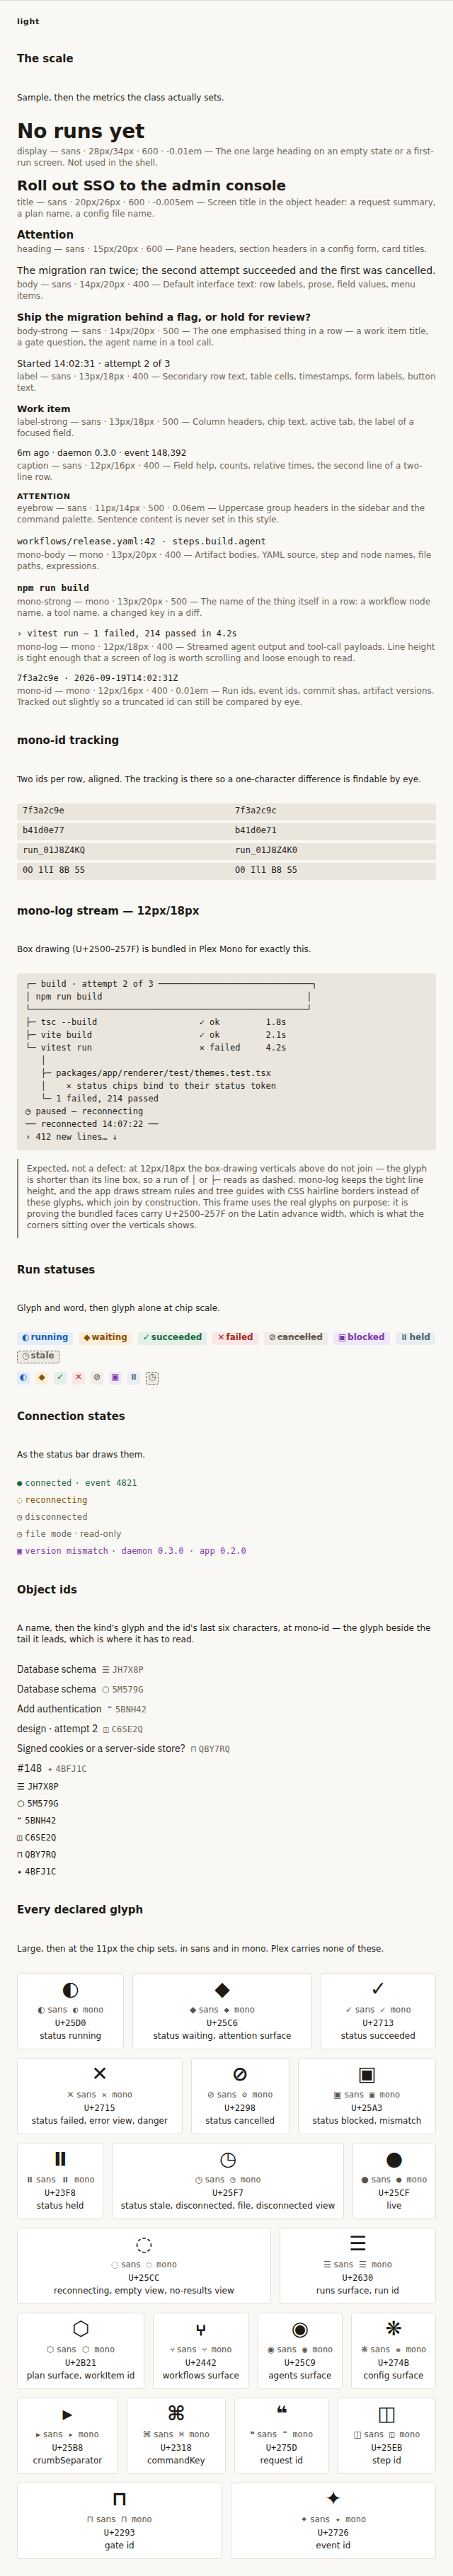 light
The scale
Sample, then the metrics the class actually sets.
No runs yet
display — sans · 28px/34px · 600 · -0.01em — The one large heading on an empty state or a first-
run screen. Not used in the shell.
Roll out SSO to the admin console
title — sans · 20px/26px · 600 · -0.005em — Screen title in the object header: a request summary,
a plan name, a config file name.
Attention
heading — sans · 15px/20px · 600 — Pane headers, section headers in a config form, card titles.
The migration ran twice; the second attempt succeeded and the first was cancelled.
body — sans · 14px/20px · 400 — Default interface text: row labels, prose, field values, menu
items.
Ship the migration behind a flag, or hold for review?
body-strong — sans · 14px/20px · 500 — The one emphasised thing in a row — a work item title,
a gate question, the agent name in a tool call.
Started 14:02:31 · attempt 2 of 3
label — sans · 13px/18px · 400 — Secondary row text, table cells, timestamps, form labels, button
text.
Work item
label-strong — sans · 13px/18px · 500 — Column headers, chip text, active tab, the label of a
focused field.
6m ago · daemon 0.3.0 · event 148,392
caption — sans · 12px/16px · 400 — Field help, counts, relative times, the second line of a two-
line row.
ATTENTION
eyebrow — sans · 11px/14px · 500 · 0.06em — Uppercase group headers in the sidebar and the
command palette. Sentence content is never set in this style.
workflows/release.yaml:42 · steps.build.agent
mono-body — mono · 13px/20px · 400 — Artifact bodies, YAML source, step and node names, file
paths, expressions.
npm run build
mono-strong — mono · 13px/20px · 500 — The name of the thing itself in a row: a workflow node
name, a tool name, a changed key in a diff.
› vitest run — 1 failed, 214 passed in 4.2s
mono-log — mono · 12px/18px · 400 — Streamed agent output and tool-call payloads. Line height
is tight enough that a screen of log is worth scrolling and loose enough to read.
7f3a2c9e · 2026-09-19T14:02:31Z
mono-id — mono · 12px/16px · 400 · 0.01em — Run ids, event ids, commit shas, artifact versions.
Tracked out slightly so a truncated id can still be compared by eye.
mono-id tracking
Two ids per row, aligned. The tracking is there so a one-character difference is findable by eye.
7f3a2c9e 7f3a2c9c
b41d0e77 b41d0e71
run_01J8Z4KQ run_01J8Z4K0
0O 1lI 8B 5S O0 Il1 B8 S5
mono-log stream — 12px/18px
Box drawing (U+2500–257F) is bundled in Plex Mono for exactly this.
┌─ build · attempt 2 of 3 ──────────────────────────────┐
│ npm run build │
└───────────────────────────────────────────────────────┘
├─ tsc --build ✓ ok 1.8s
├─ vite build ✓ ok 2.1s
└─ vitest run ✕ failed 4.2s
│
├─ packages/app/renderer/test/themes.test.tsx
│ ✕ status chips bind to their status token
└─ 1 failed, 214 passed
◷ paused — reconnecting
── reconnected 14:07:22 ──
› 412 new lines… ↓
Expected, not a defect: at 12px/18px the box-drawing verticals above do not join — the glyph
is shorter than its line box, so a run of │ or ├─ reads as dashed. mono-log keeps the tight line
height, and the app draws stream rules and tree guides with CSS hairline borders instead of
these glyphs, which join by construction. This frame uses the real glyphs on purpose: it is
proving the bundled faces carry U+2500–257F on the Latin advance width, which is what the
corners sitting over the verticals shows.
Run statuses
Glyph and word, then glyph alone at chip scale.
◐ running ◆ waiting ✓ succeeded ✕ failed ⊘ cancelled ▣ blocked ⏸ held
◷ stale
◐ ◆ ✓ ✕ ⊘ ▣ ⏸ ◷
Connection states
As the status bar draws them.
● connected · event 4821
◌ reconnecting
◷ disconnected
◷ file mode · read-only
▣ version mismatch · daemon 0.3.0 · app 0.2.0
Object ids
A name, then the kind's glyph and the id's last six characters, at mono-id — the glyph beside the
tail it leads, which is where it has to read.
Database schema ☰ JH7X8P
Database schema ⬡ 5M579G
Add authentication ❝ 5BNH42
design · attempt 2 ◫ C6SE2Q
Signed cookies or a server-side store? ⊓ QBY7RQ
#148 ✦ 4BFJ1C
☰ JH7X8P
⬡ 5M579G
❝ 5BNH42
◫ C6SE2Q
⊓ QBY7RQ
✦ 4BFJ1C
Every declared glyph
Large, then at the 11px the chip sets, in sans and in mono. Plex carries none of these.
◐ ◆ ✓
◐ sans ◐ mono ◆ sans ◆ mono ✓ sans ✓ mono
U+25D0 U+25C6 U+2713
status running status waiting, attention surface status succeeded
✕ ⊘ ▣
✕ sans ✕ mono ⊘ sans ⊘ mono ▣ sans ▣ mono
U+2715 U+2298 U+25A3
status failed, error view, danger status cancelled status blocked, mismatch
⏸ ◷ ●
⏸ sans ⏸ mono ◷ sans ◷ mono ● sans ● mono
U+23F8 U+25F7 U+25CF
status held status stale, disconnected, file, disconnected view live
◌ ☰
◌ sans ◌ mono ☰ sans ☰ mono
U+25CC U+2630
reconnecting, empty view, no-results view runs surface, run id
⬡ ⑂ ◉ ❋
⬡ sans ⬡ mono ⑂ sans ⑂ mono ◉ sans ◉ mono ❋ sans ❋ mono
U+2B21 U+2442 U+25C9 U+274B
plan surface, workItem id workflows surface agents surface config surface
▸ ⌘ ❝ ◫
▸ sans ▸ mono ⌘ sans ⌘ mono ❝ sans ❝ mono ◫ sans ◫ mono
U+25B8 U+2318 U+275D U+25EB
crumbSeparator commandKey request id step id
⊓ ✦
⊓ sans ⊓ mono ✦ sans ✦ mono
U+2293 U+2726
gate id event id